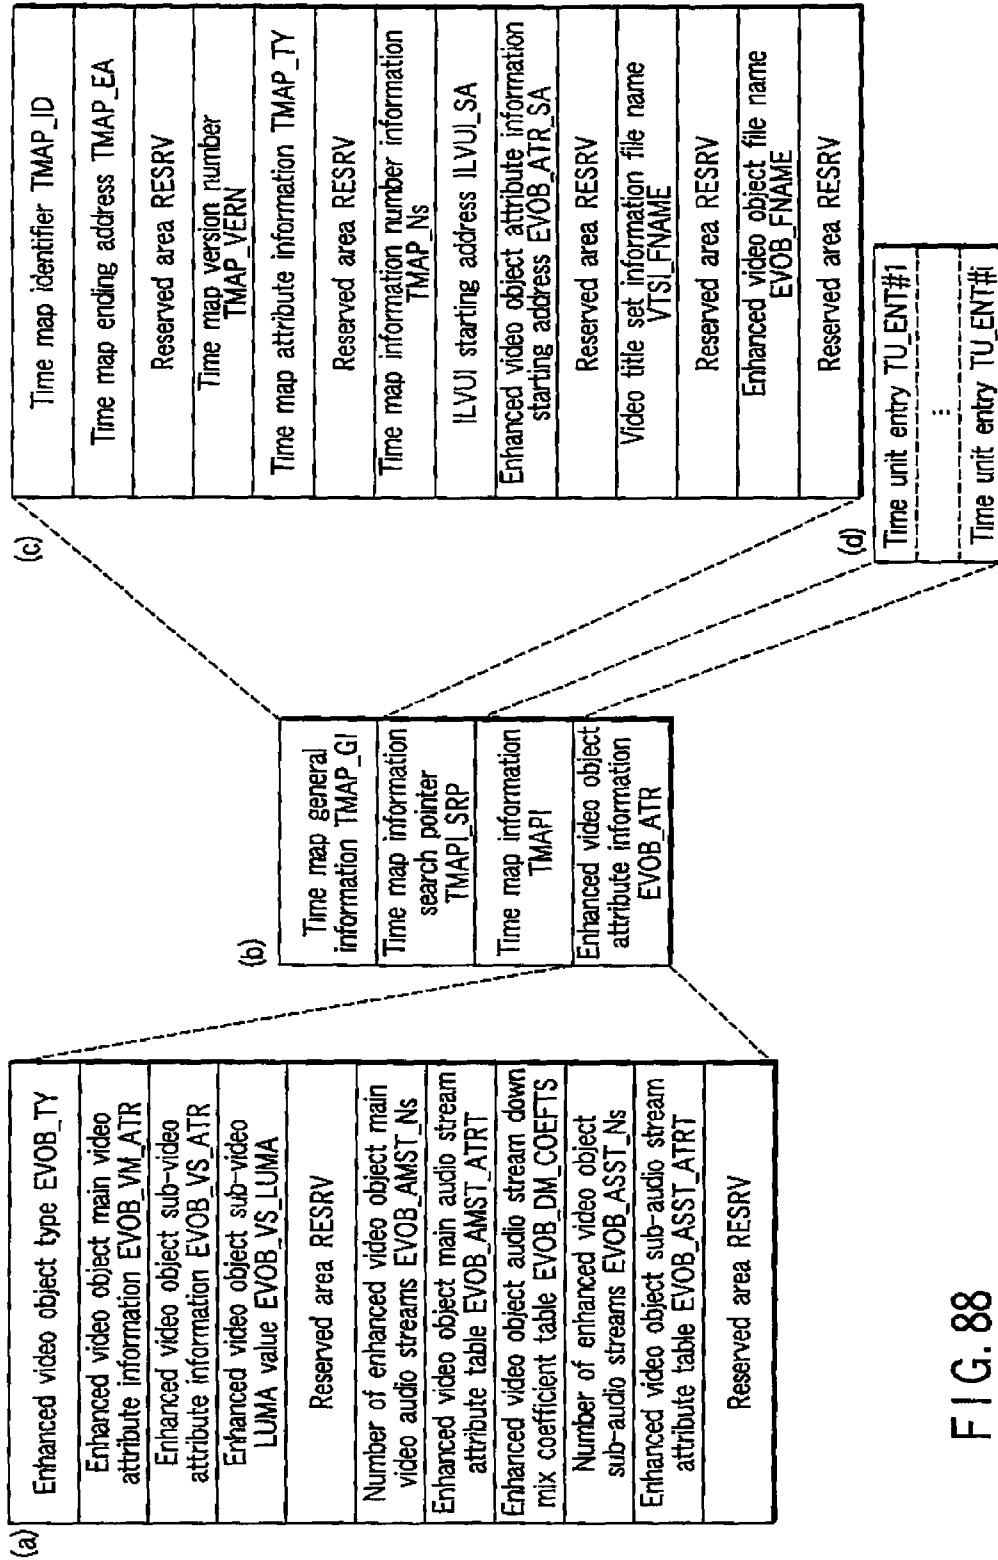 (a)
Enhanced video object type EVOB_TY
Enhanced video object main video
attribute information EVOB_VM_ATR
Enhanced video object sub-video
attribute information EVOB_VS_ATR
Enhanced video object sub-video
LUMA value EVOB_VS_LUMA
Reserved area RESRV
Number of enhanced video object main
video audio streams EVOB_AMST_Ns
Enhanced video object main audio stream
attribute table EVOB_AMST_ATRT
Enhanced video object audio stream down
mix coefficient table EVOB_DM_COEFTS
Number of enhanced video object
sub-audio streams EVOB_ASST_Ns
Enhanced video object sub-audio stream
attribute table EVOB_ASST_ATRT
Reserved area RESRV
(b)
Time map general
information TMAP_GI
Time map information
search pointer
TMAPI_SRP
Time map information
TMAPI
Enhanced video object
attribute information
EVOB_ATR
(c)
Time map identifier TMAP_ID
Time map ending address TMAP_EA
Reserved area RESRV
Time map version number
TMAP_VERN
Time map attribute information TMAP_TY
Reserved area RESRV
Time map information number information
TMAP_Ns
ILVUI starting address ILVUI_SA
Enhanced video object attribute information
starting address EVOB_ATR_SA
Reserved area RESRV
Video title set information file name
VTSI_FNAME
Reserved area RESRV
Enhanced video object file name
EVOB_FNAME
Reserved area RESRV
(d)
Time unit entry TU_ENT#1
⋮
Time unit entry TU_ENT#i
FIG. 88